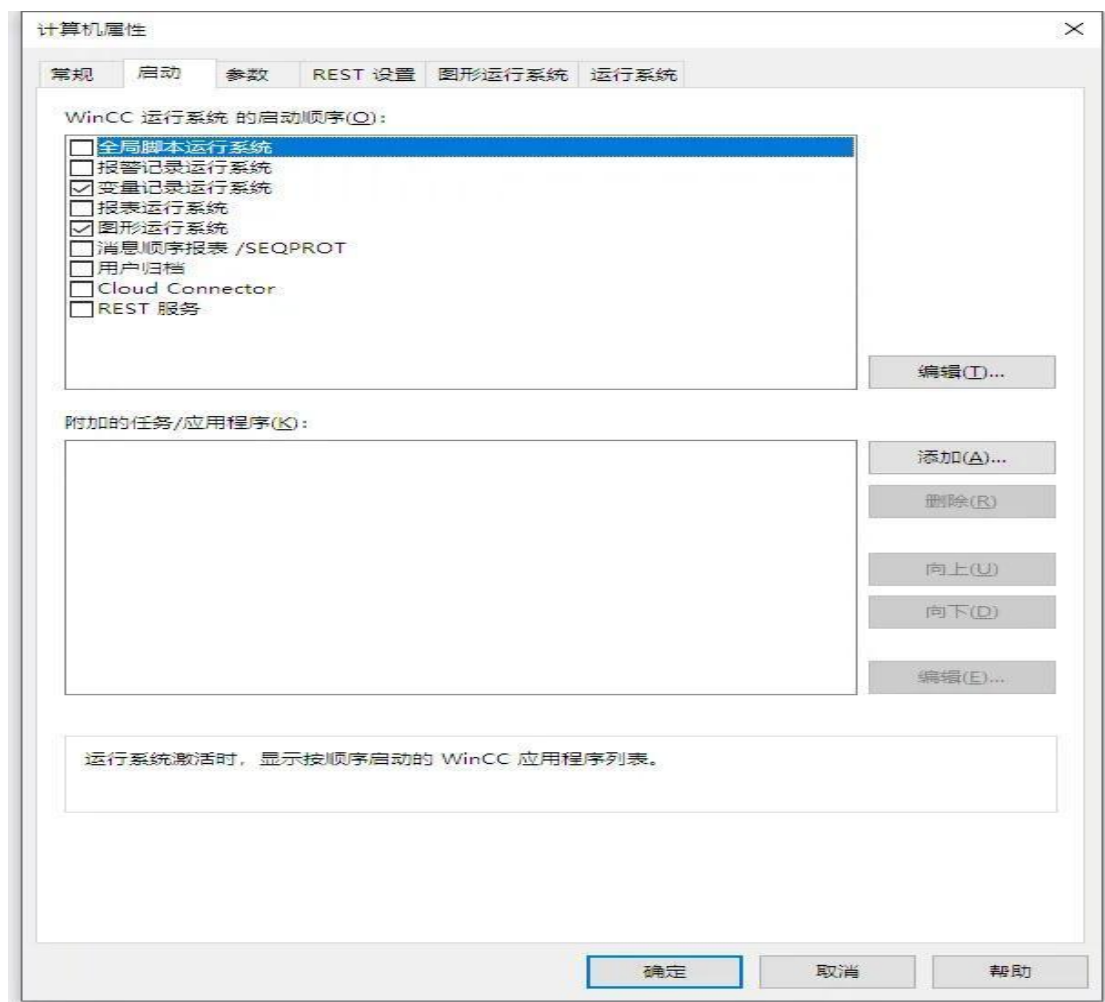 计算机属性
常规 启动 参数 REST 设置 图形运行系统 运行系统
WinCC 运行系统 的启动顺序(O):
全局脚本运行系统
报警记录运行系统
变量记录运行系统
报表运行系统
图形运行系统
消息顺序报表 /SEQPROT
用户归档
Cloud Connector
REST 服务
编辑(T)...
附加的任务/应用程序(K):
添加(A)...
删除(R)
向上(U)
向下(D)
编辑(E)...
运行系统激活时，显示按顺序启动的 WinCC 应用程序列表。
确定 取消 帮助